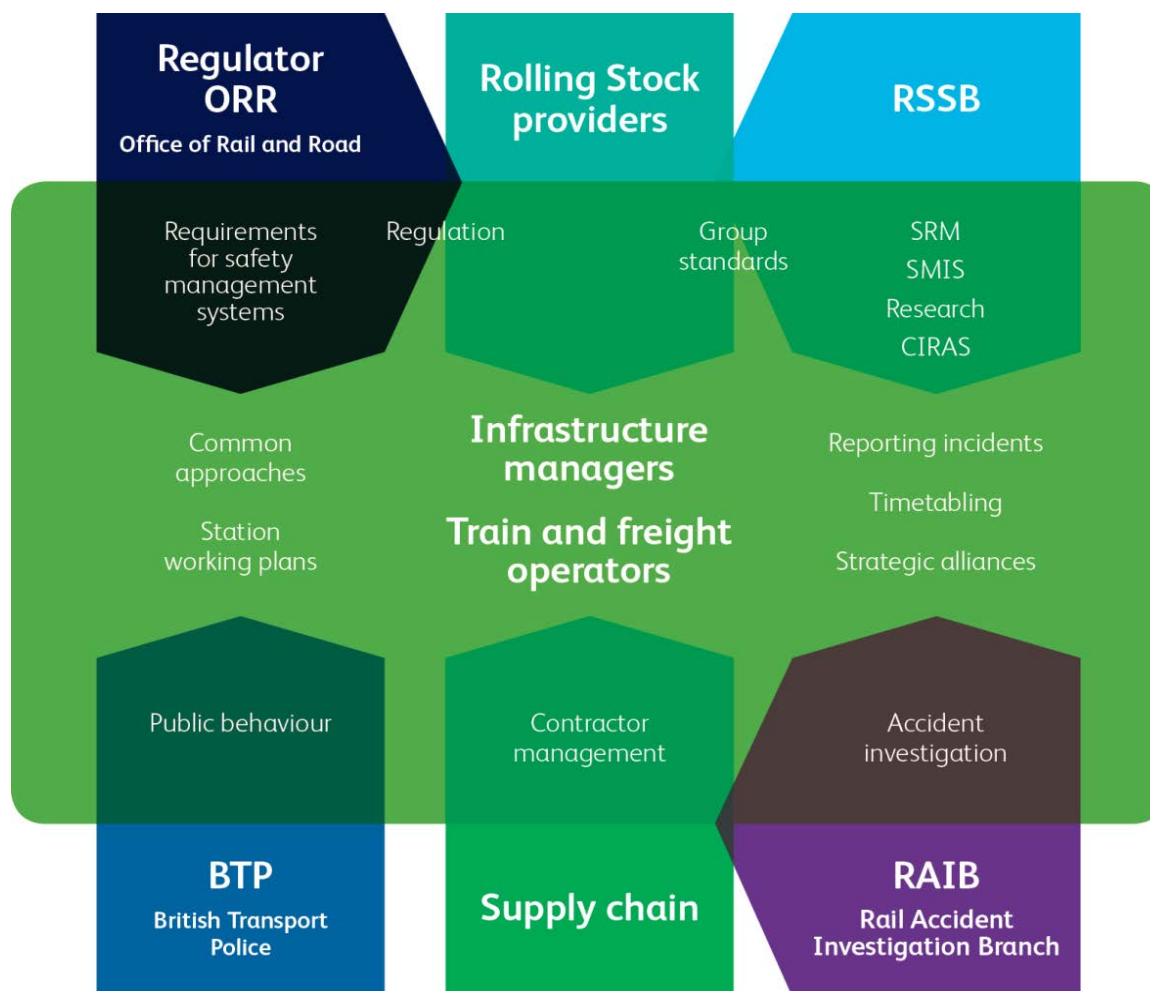 Regulator
ORR
Office of Rail and Road
Rolling Stock
providers
RSSB
Requirements
for safety
management
systems
Regulation
Group
standards
SRM
SMIS
Research
CIRAS
Common
approaches
Station
working plans
Infrastructure
managers
Train and freight
operators
Reporting incidents
Timetabling
Strategic alliances
Public behaviour
Contractor
management
Accident
investigation
BTP
British Transport
Police
Supply chain
RAIB
Rail Accident
Investigation Branch